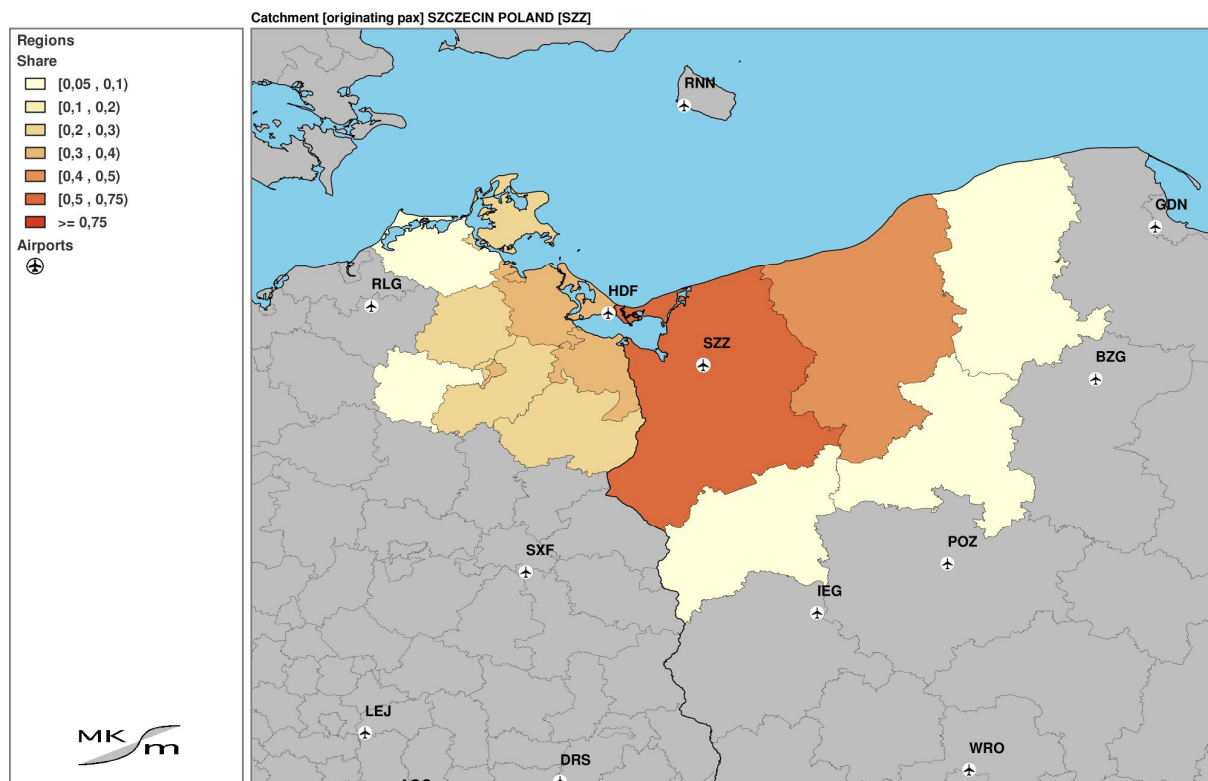 Catchment [originating pax] SZCZECIN POLAND [SZZ]
Regions
Share
[0,05 , 0,1)
[0,1 , 0,2)
[0,2 , 0,3)
[0,3 , 0,4)
[0,4 , 0,5)
[0,5 , 0,75)
>= 0,75
Airports
RNN
GDN
RLG
HDF
SZZ
BZG
SXF
POZ
IEG
LEJ
DRS
WRO
MK
m